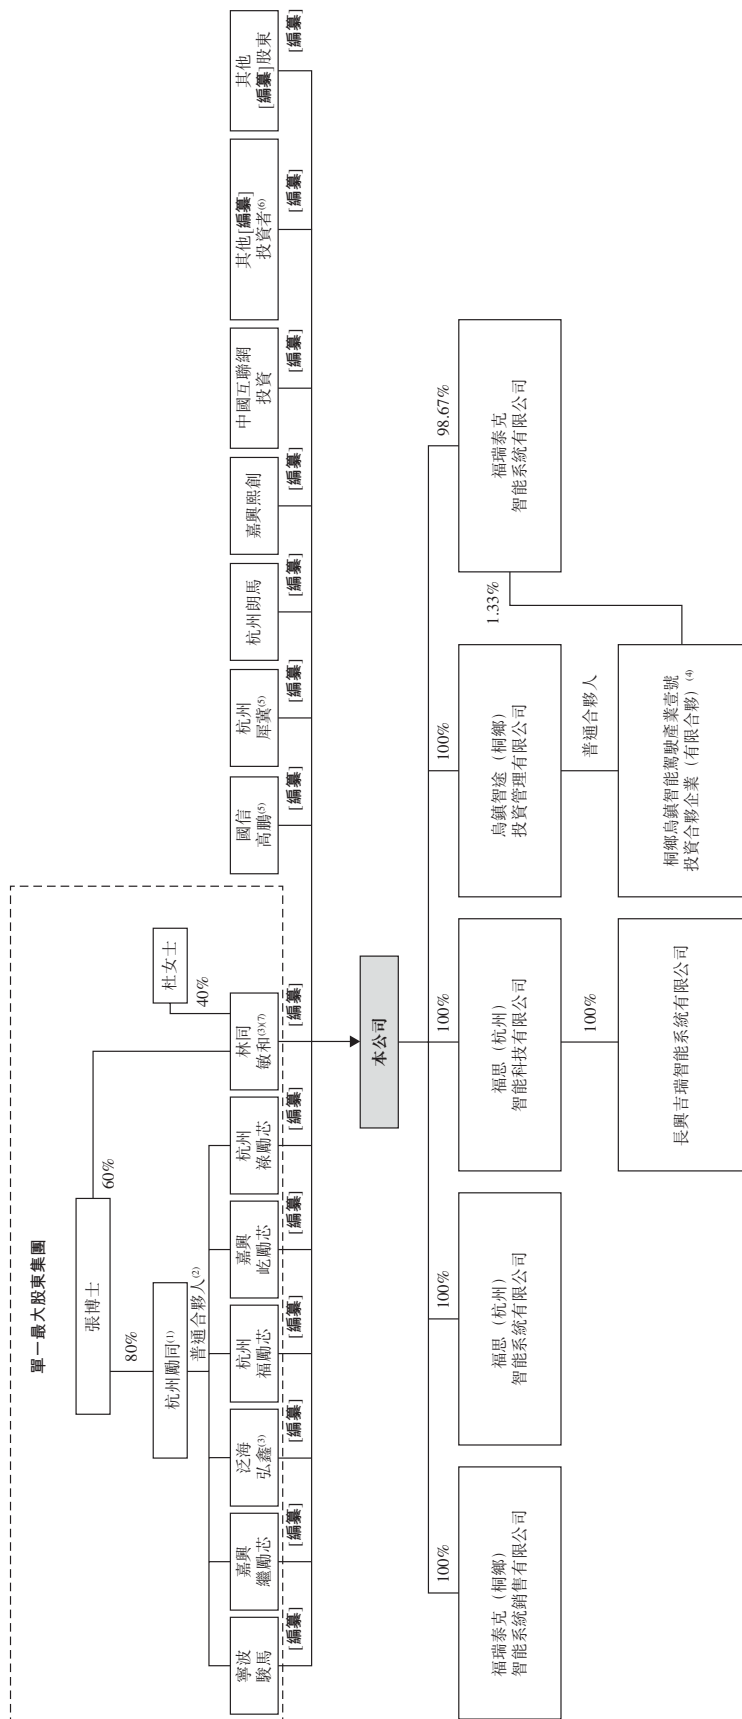 單一最大股東集團
張博士
80%
60%
杭州勵同(1)
普通合夥人(2)
杜女士
40%
寧波
駿馬
嘉興
繼勵芯
泛海
弘鑫(3)
杭州
福勵芯
嘉興
屹勵芯
杭州
祿勵芯
林同
敏和(3)(7)
國信
高鵬(5)
杭州
犀冀(5)
杭州朗馬
嘉興熙創
中國互聯網
投資
其他[編纂]
投資者(6)
其他
[編纂]股東
[編纂]
[編纂]
[編纂]
[編纂]
[編纂]
[編纂]
[編纂]
[編纂]
[編纂]
[編纂]
[編纂]
[編纂]
[編纂]
[編纂]
本公司
100%
100%
100%
100%
98.67%
福瑞泰克（桐鄉）
智能系統銷售有限公司
福思（杭州）
智能系統有限公司
福思（杭州）
智能科技有限公司
烏鎮智途（桐鄉）
投資管理有限公司
福瑞泰克
智能系統有限公司
100%
普通合夥人
1.33%
長興吉瑞智能系統有限公司
桐鄉烏鎮智能駕駛產業壹號
投資合夥企業（有限合夥）(4)